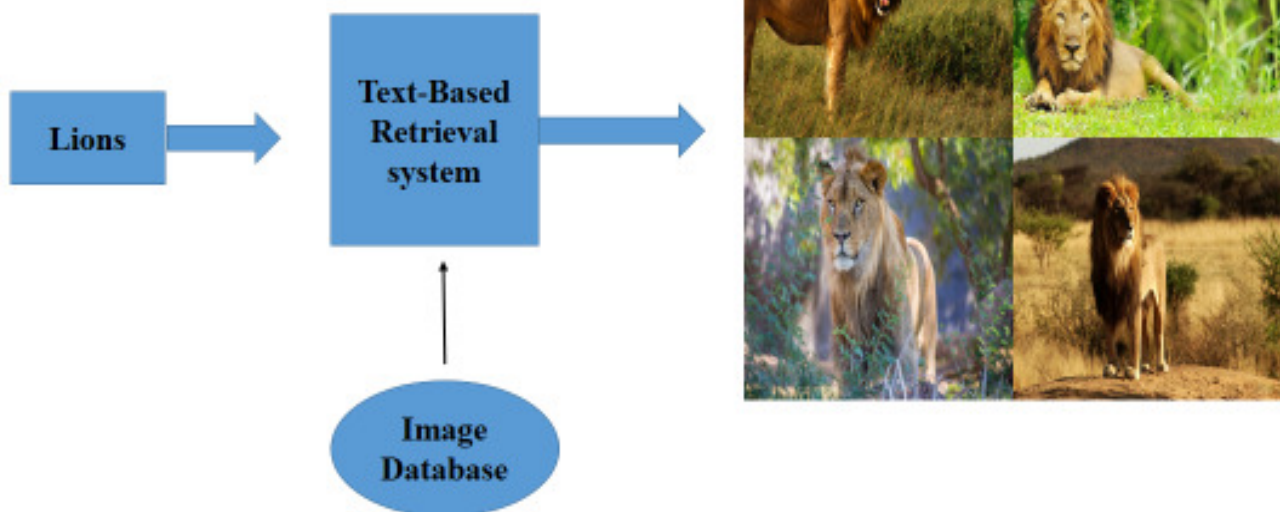 Lions
Text-Based
Retrieval
system
Image
Database